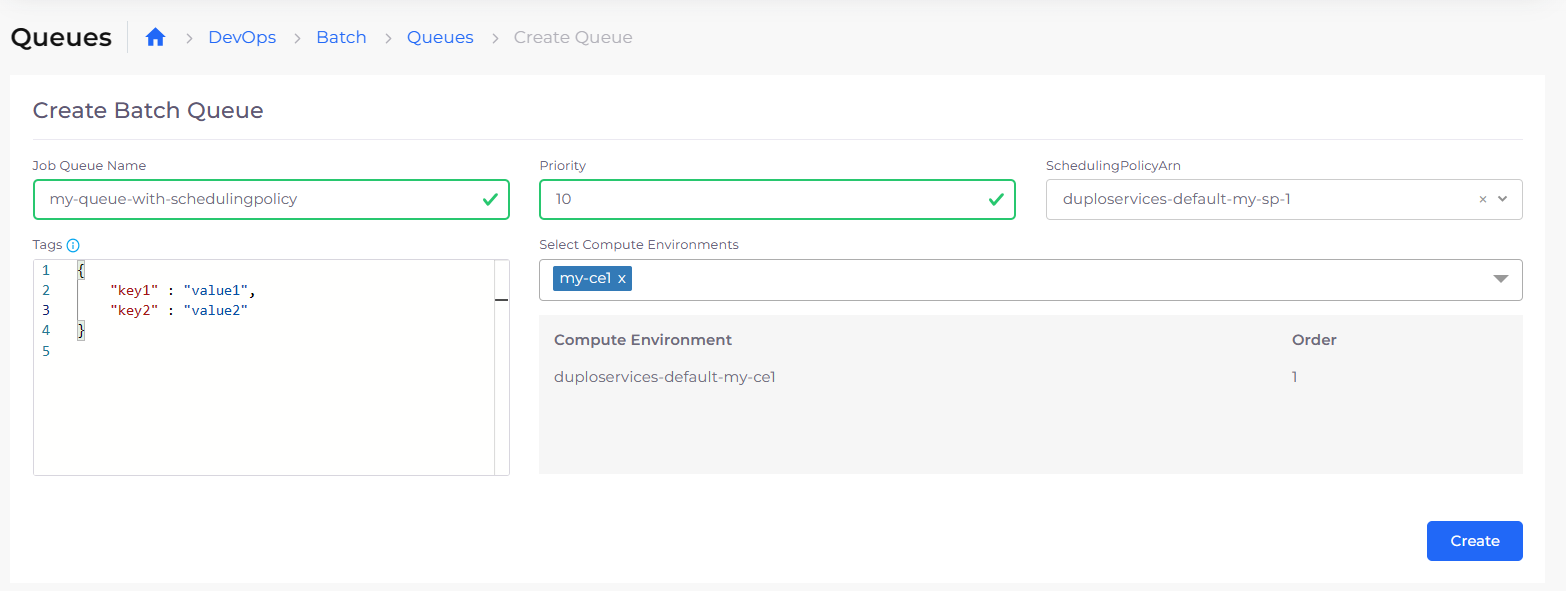 Queues DevOps Batch Queues Create Queue
Create Batch Queue
Job Queue Name Priority SchedulingPolicyArn
my-queue-with-schedulingpolicy 10 duploservices-default-my-sp-1 ×
Tags Select Compute Environments
my-ce1 x
1 {
2 "key1" : "value1",
3 "key2" : "value2"
4 }
5
Compute Environment Order
duploservices-default-my-ce1 1
Create